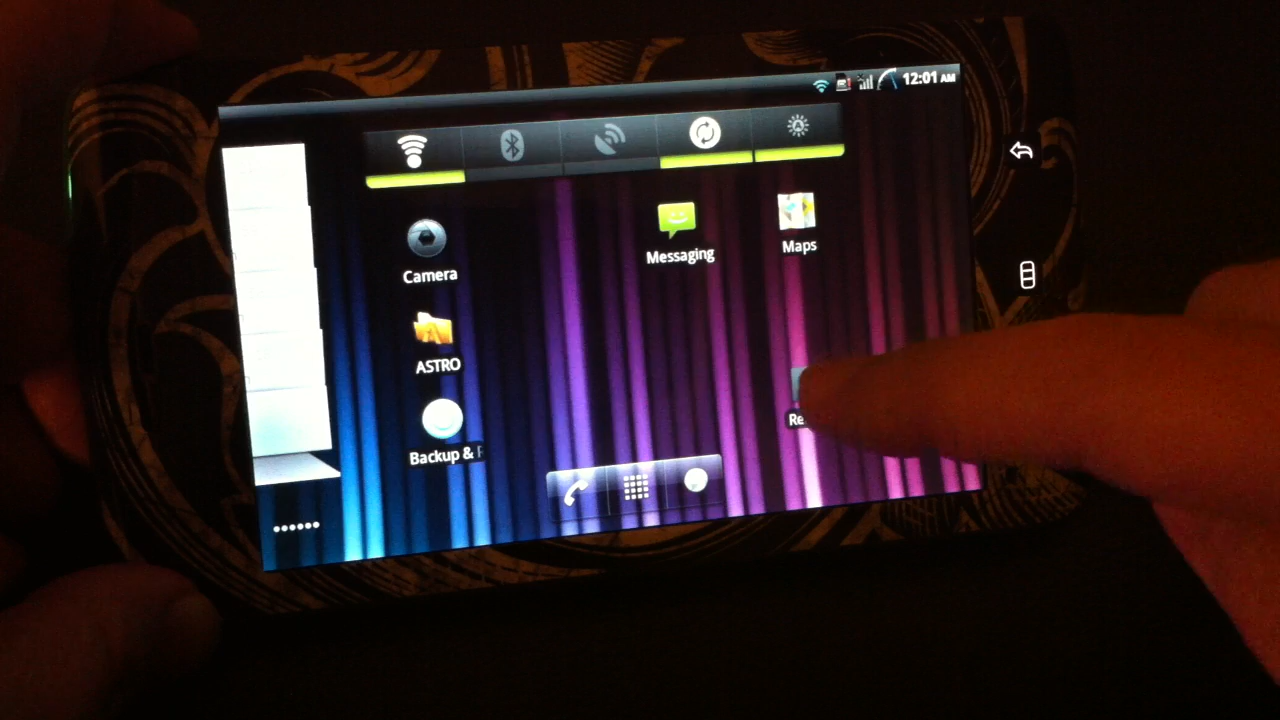 12:01 AM
Messaging
Maps
Camera
ASTRO
Re
Backup &